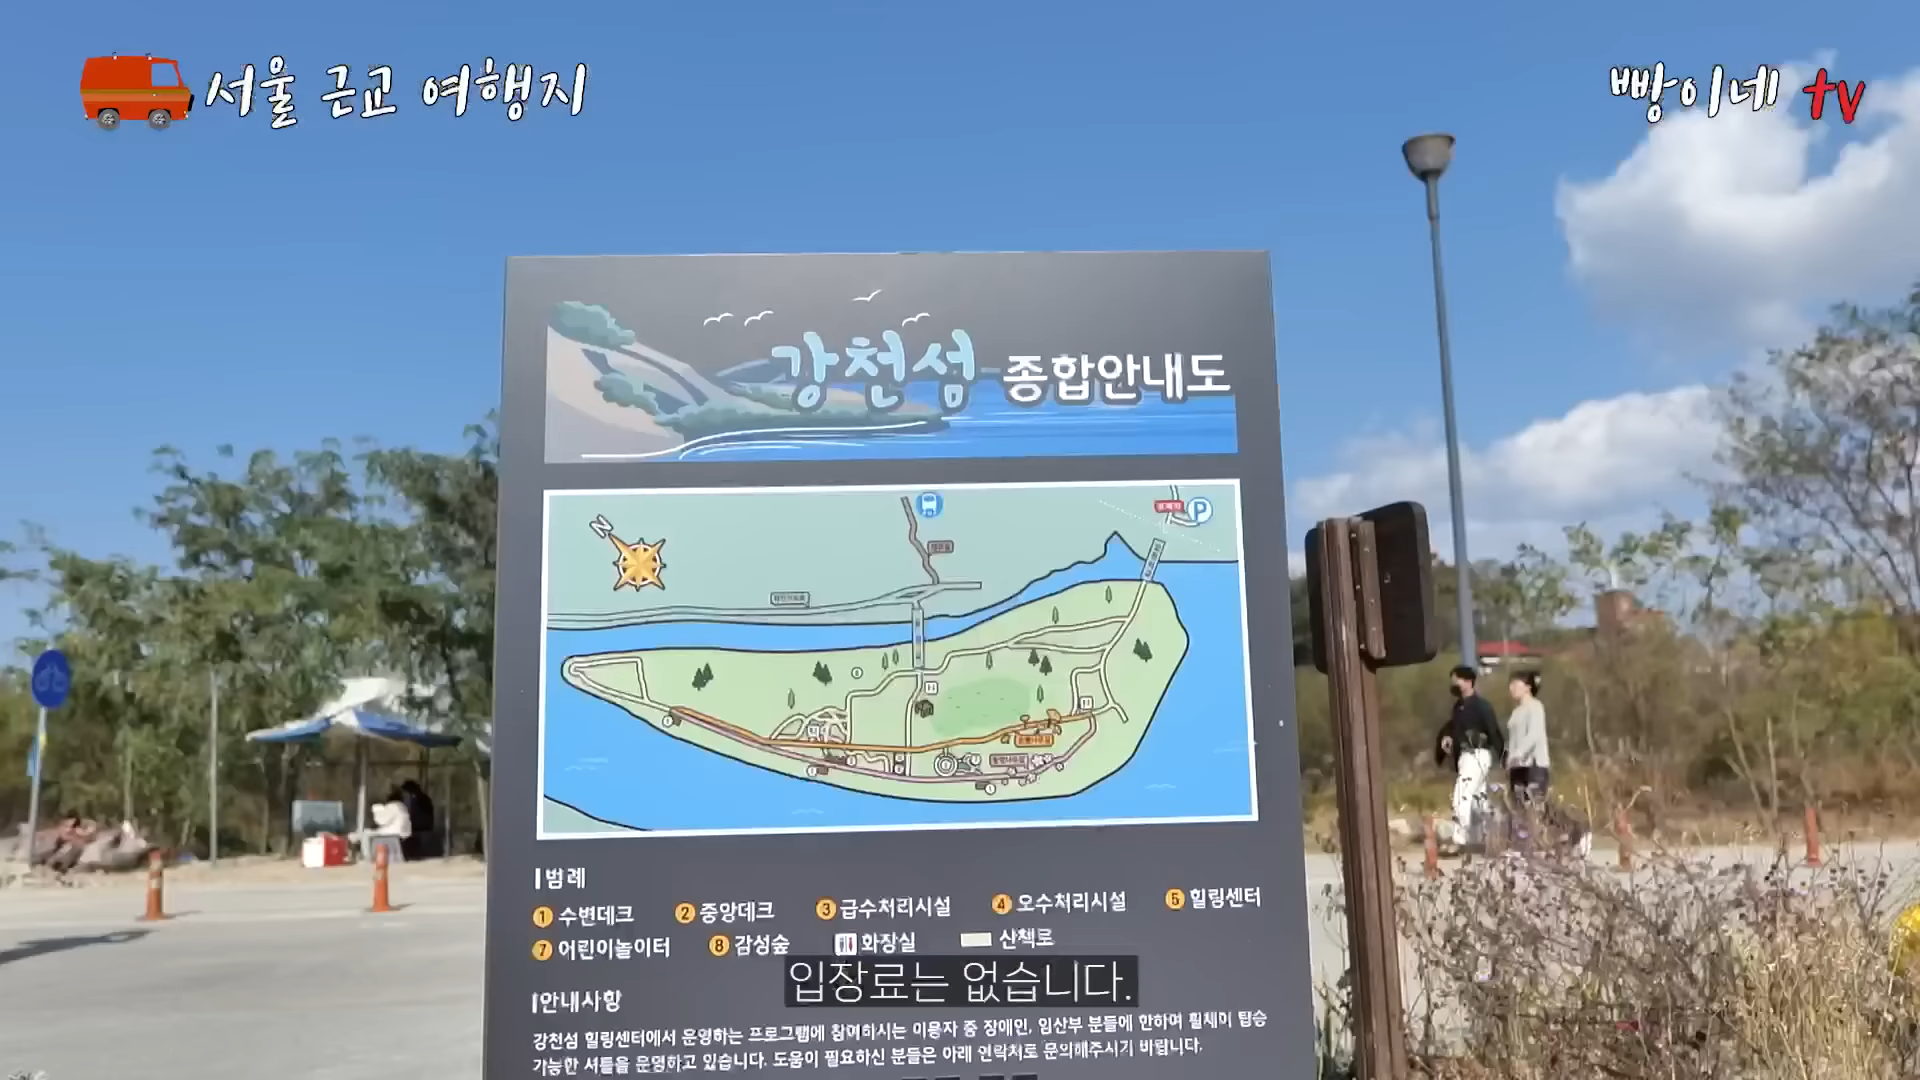 서울 근교 여행지
빵이네 tv
강천섬 종합안내도
N
P
범례
1 수변데크 2 중앙데크 3 급수처리시설 4 오수처리시설 5 힐링센터
7 어린이놀이터 8 감성숲 화장실 산책로
입장료는 없습니다.
안내사항
강천섬 힐링센터에서 운영하는 프로그램에 참여하시는 이용자 중 장애인, 임산부 분들에 한하여 휠체어 탑승
가능한 셔틀을 운영하고 있습니다. 도움이 필요하신 분들은 아래 연락처로 문의해주시기 바랍니다.